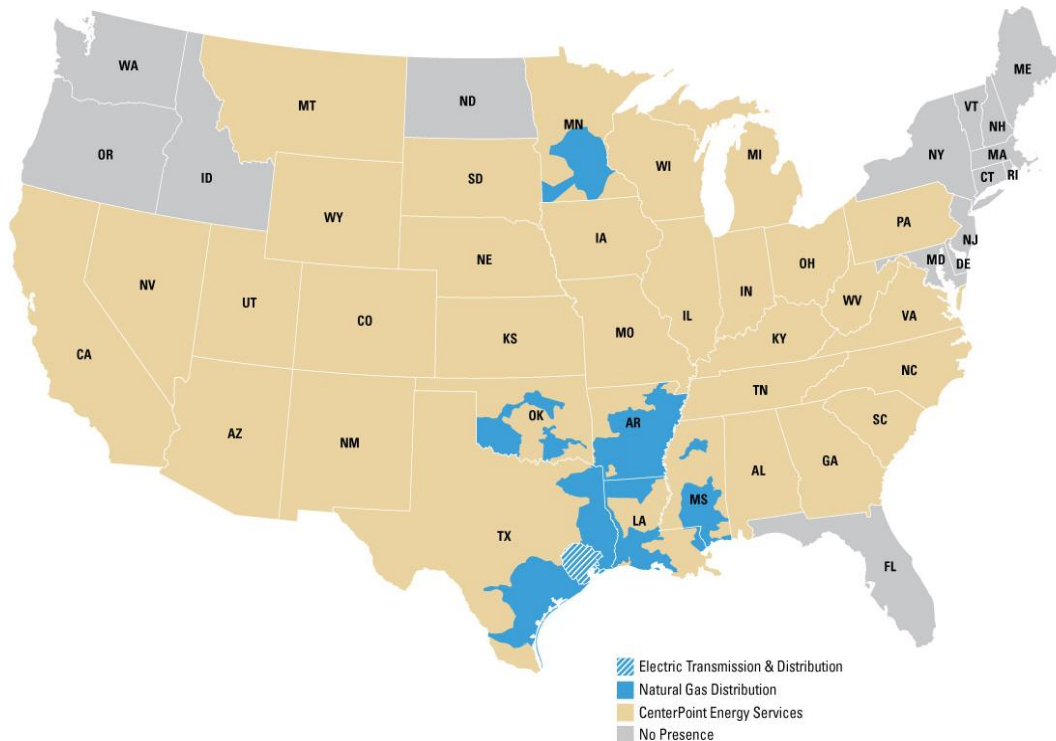 WA
MT
ND
MN
ME
VT
NH
OR
ID
SD
WI
MI
NY
MA
CT
RI
WY
IA
PA
NE
NJ
OH
MD
DE
NV
UT
CO
IL
IN
WV
VA
CA
KS
MO
KY
NC
TN
AZ
NM
OK
AR
SC
MS
AL
GA
TX
LA
FL
Electric Transmission & Distribution
Natural Gas Distribution
CenterPoint Energy Services
No Presence